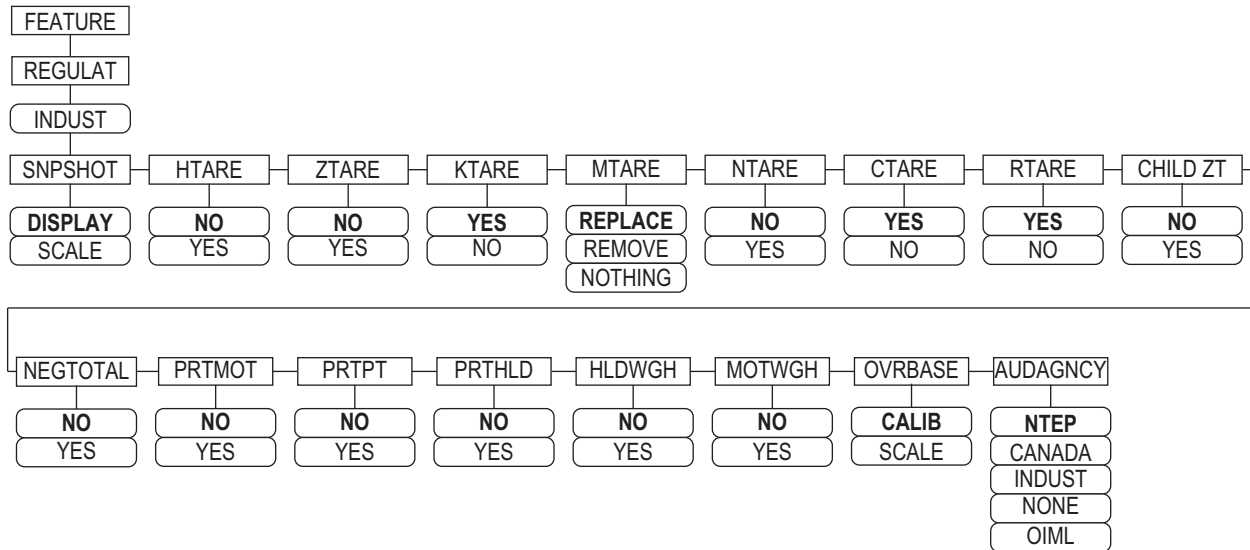 FEATURE
REGULAT
INDUST
SNPSHOT HTARE ZTARE KTARE MTARE NTARE CTARE RTARE CHILD ZT
DISPLAY NO NO YES REPLACE NO YES YES NO
SCALE YES YES NO REMOVE YES NO NO YES
NOTHING
NEGTOTAL PRTMOT PRTPT PRTHLD HLDWGH MOTWGH OVRBASE AUDAGNCY
NO NO NO NO NO NO CALIB NTEP
YES YES YES YES YES YES SCALE CANADA
INDUST
NONE
OIML